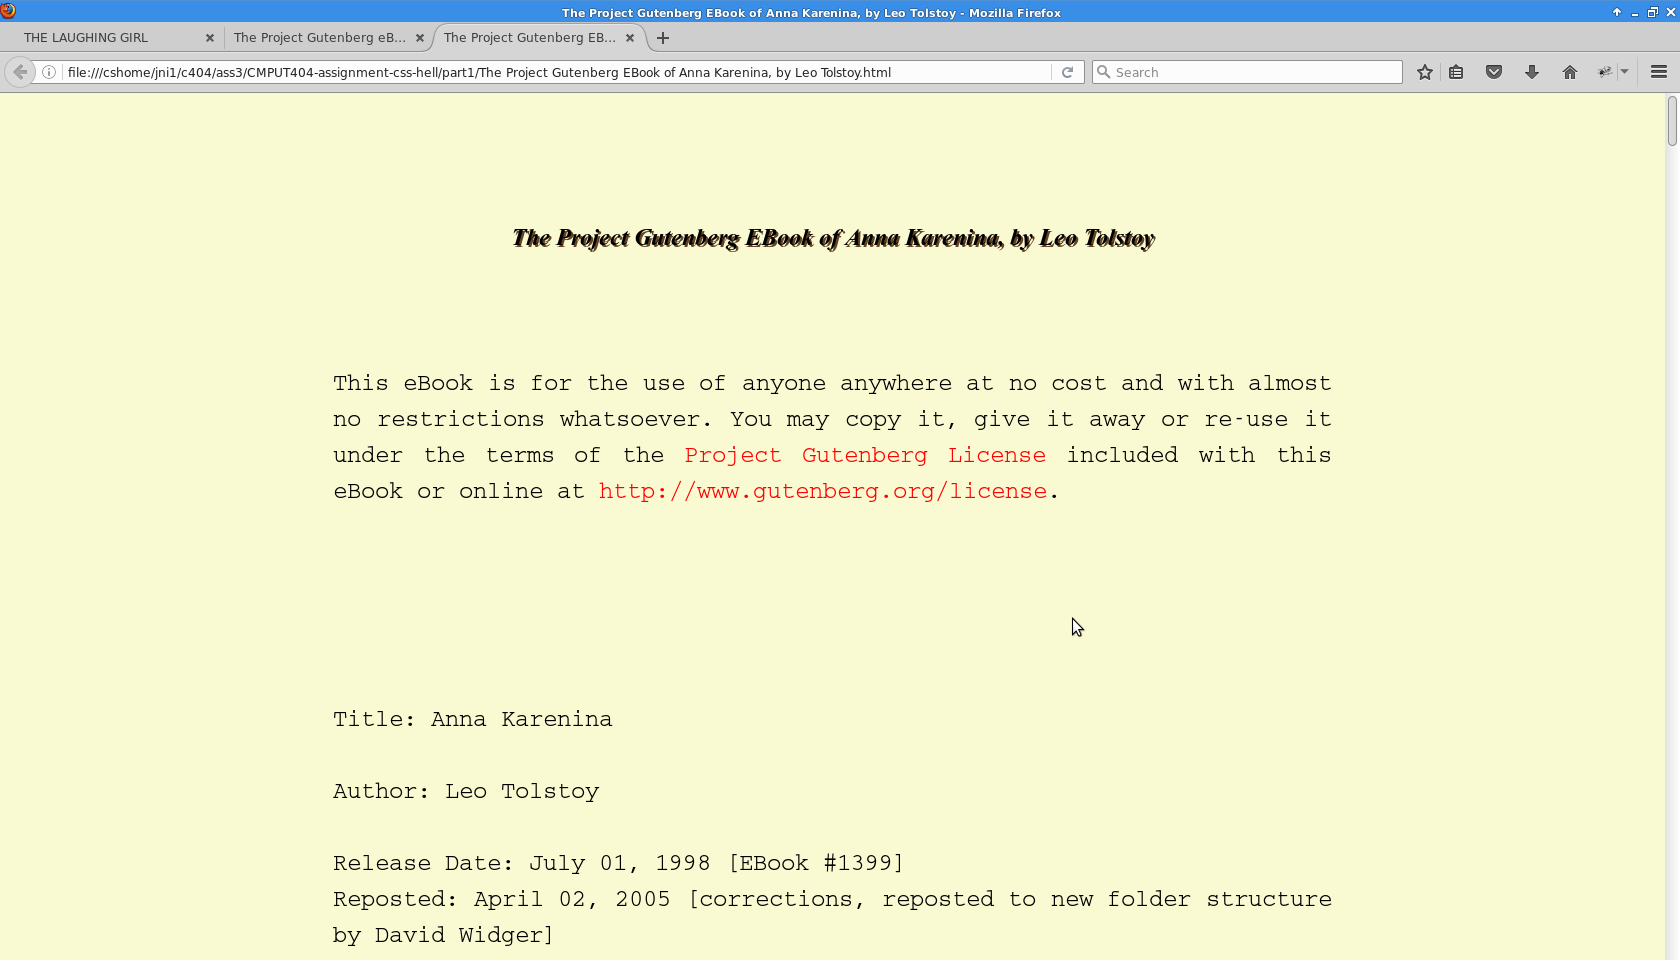 The Project Gutenberg EBook of Anna Karenina, by Leo Tolstoy - Mozilla Firefox
THE LAUGHING GIRL
The Project Gutenberg eB...
The Project Gutenberg EB...
file:///cshome/jni1/c404/ass3/CMPUT404-assignment-css-hell/part1/The Project Gutenberg EBook of Anna Karenina, by Leo Tolstoy.html
Search
The Project Gutenberg EBook of Anna Karenina, by Leo Tolstoy
This eBook is for the use of anyone anywhere at no cost and with almost
no restrictions whatsoever. You may copy it, give it away or re-use it
under the terms of the Project Gutenberg License included with this
eBook or online at http://www.gutenberg.org/license.
Title: Anna Karenina
Author: Leo Tolstoy
Release Date: July 01, 1998 [EBook #1399]
Reposted: April 02, 2005 [corrections, reposted to new folder structure
by David Widger]